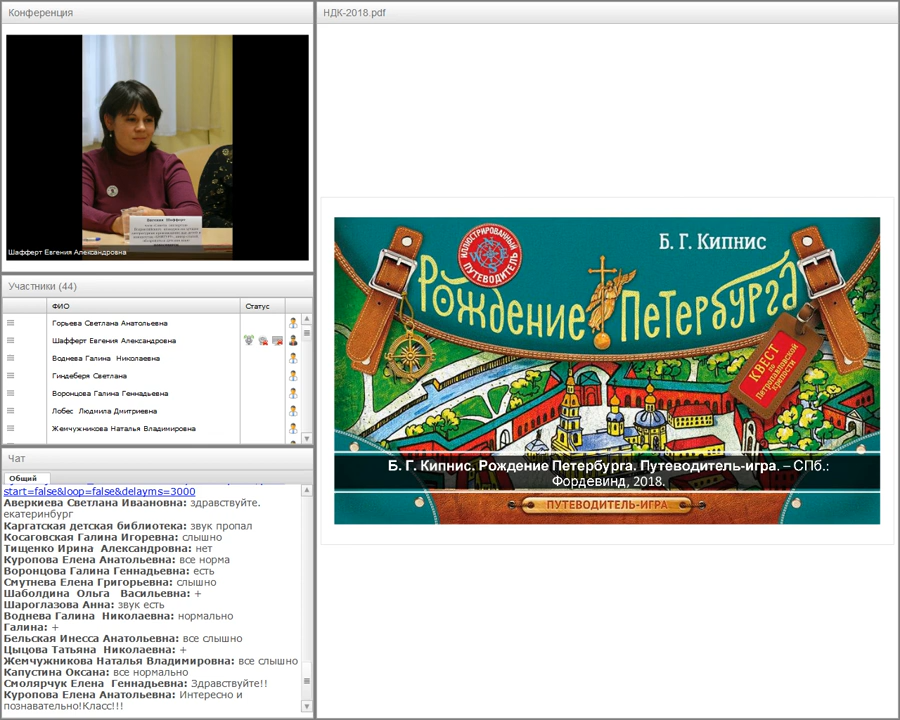 Конференция
Шафферт Евгения Александровна
Участники (44)
ФИО
Статус
Горьева Светлана Анатольевна
Шафферт Евгения Александровна
Воднева Галина Николаевна
Гиндеберя Светлана
Воронцова Галина Геннадьевна
Лобес Людмила Дмитриевна
Жемчужникова Наталья Владимировна
Чат
Общий
start=false&loop=false&delayms=3000
Аверкиева Светлана Ивановна: здравствуйте.
екатеринбург
Каргатская детская библиотека: звук пропал
Косаговская Галина Игоревна: слышно
Тищенко Ирина Александровна: нет
Куропова Елена Анатольевна: все норма
Воронцова Галина Геннадьевна: есть
Смутнева Елена Григорьевна: слышно
Шаболдина Ольга Васильевна: +
Шароглазова Анна: звук есть
Воднева Галина Николаевна: нормально
Галина: +
Бельская Инесса Анатольевна: все слышно
Цыцова Татьяна Николаевна: +
Жемчужникова Наталья Владимировна: все слышно
Капустина Оксана: все нормально
Смолярчук Елена Геннадьевна: Здравствуйте!!
Куропова Елена Анатольевна: Интересно и
познавательно!Класс!!!
НДК-2018.pdf
Б. Г. Кипнис
ИЛЛЮСТРИРОВАННЫЙ
ПУТЕВОДИТЕЛЬ
Рождение Петербурга
КВЕСТ
по
Петропавловской
крепости
Б. Г. Кипнис. Рождение Петербурга. Путеводитель-игра. – СПб.:
Фордевинд, 2018.
ПУТЕВОДИТЕЛЬ-ИГРА